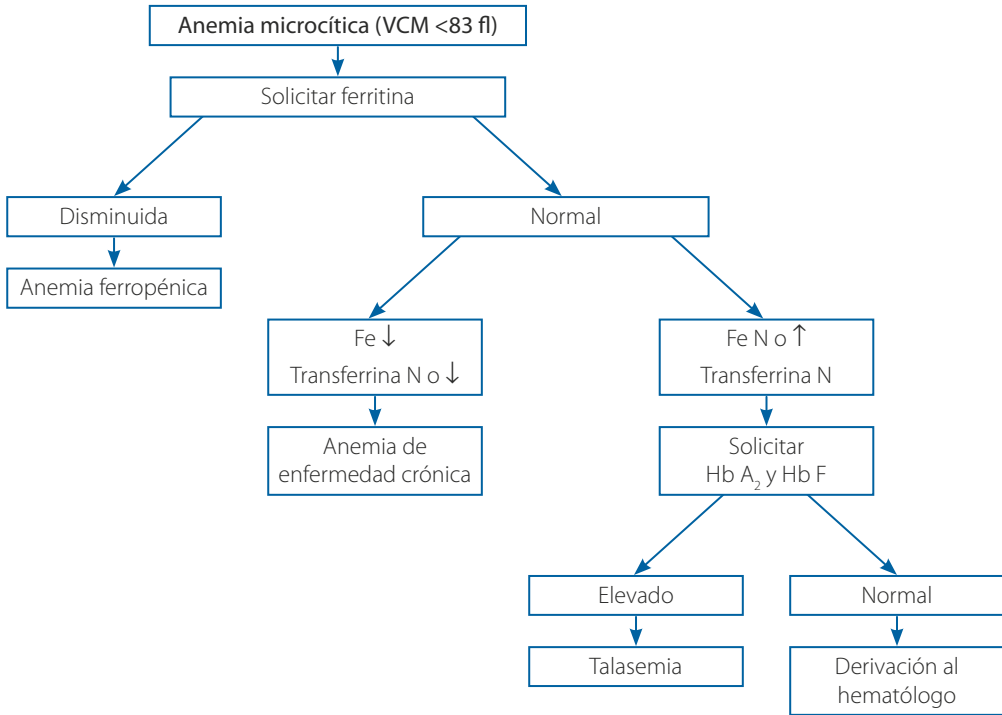 Anemia microcítica (VCM <83 fl)
Solicitar ferritina
Disminuida
Normal
Anemia ferropénica
Fe ↓
Transferrina N o ↓
Fe N o ↑
Transferrina N
Anemia de
enfermedad crónica
Solicitar
Hb A₂ y Hb F
Elevado
Normal
Talasemia
Derivación al
hematólogo